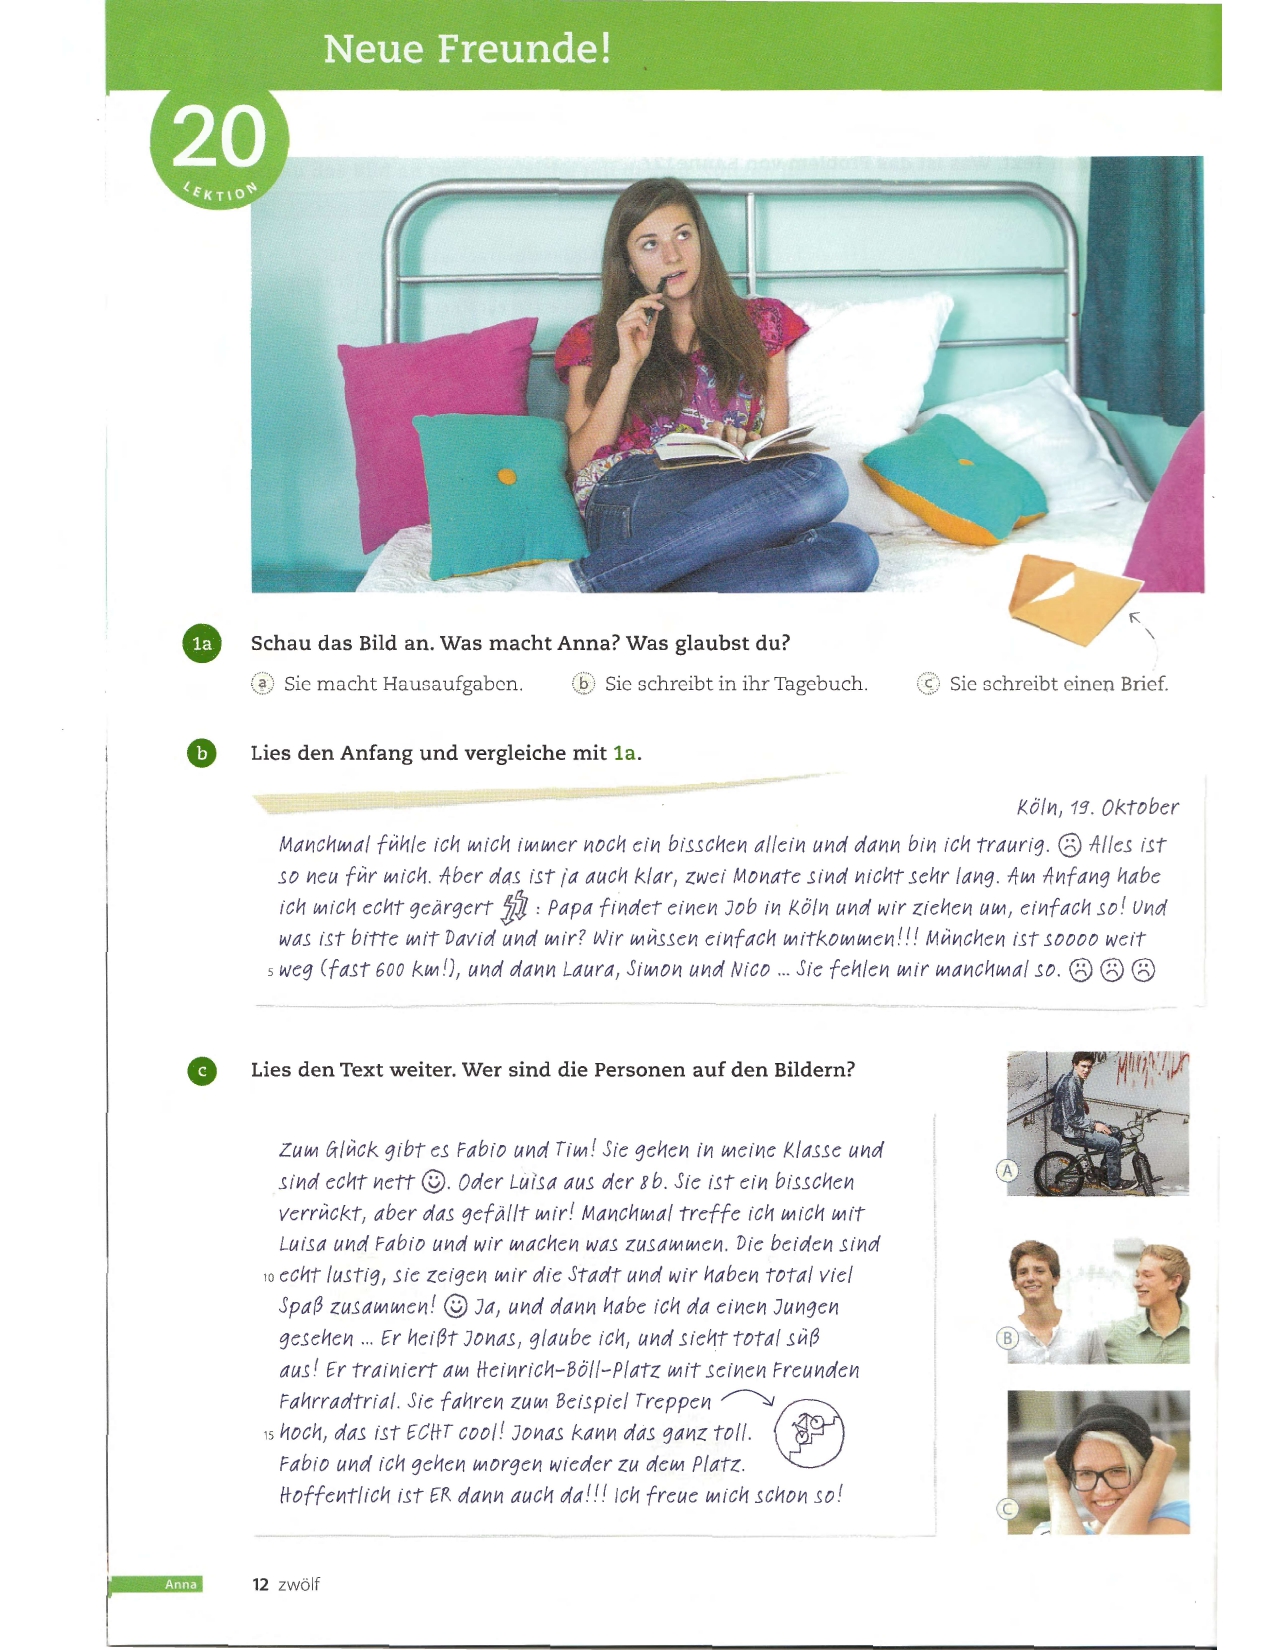 Neue Freunde!
20
LEKTION
1a Schau das Bild an. Was macht Anna? Was glaubst du?
a Sie macht Hausaufgaben. b Sie schreibt in ihr Tagebuch. c Sie schreibt einen Brief.
b Lies den Anfang und vergleiche mit 1a.
Köln, 19. Oktober
Manchmal fühle ich mich immer noch ein bisschen allein und dann bin ich traurig. ☹ Alles ist
so neu für mich. Aber das ist ja auch klar, zwei Monate sind nicht sehr lang. Am Anfang habe
ich mich echt geärgert : Papa findet einen Job in Köln und wir ziehen um, einfach so! Und
was ist bitte mit David und mir? Wir müssen einfach mitkommen!!! München ist soooo weit
5 weg (fast 600 km!), und dann Laura, Simon und Nico ... Sie fehlen mir manchmal so. ☹ ☹ ☹
c Lies den Text weiter. Wer sind die Personen auf den Bildern?
Zum Glück gibt es Fabio und Tim! Sie gehen in meine Klasse und
sind echt nett ☺. Oder Luisa aus der 8b. Sie ist ein bisschen
verrückt, aber das gefällt mir! Manchmal treffe ich mich mit
Luisa und Fabio und wir machen was zusammen. Die beiden sind
10 echt lustig, sie zeigen mir die Stadt und wir haben total viel
Spaß zusammen! ☺ Ja, und dann habe ich da einen Jungen
gesehen ... Er heißt Jonas, glaube ich, und sieht total süß
aus! Er trainiert am Heinrich-Böll-Platz mit seinen Freunden
Fahrradtrial. Sie fahren zum Beispiel Treppen
15 hoch, das ist ECHT cool! Jonas kann das ganz toll.
Fabio und ich gehen morgen wieder zu dem Platz.
Hoffentlich ist ER dann auch da!!! Ich freue mich schon so!
A
B
C
Anna
12 zwölf